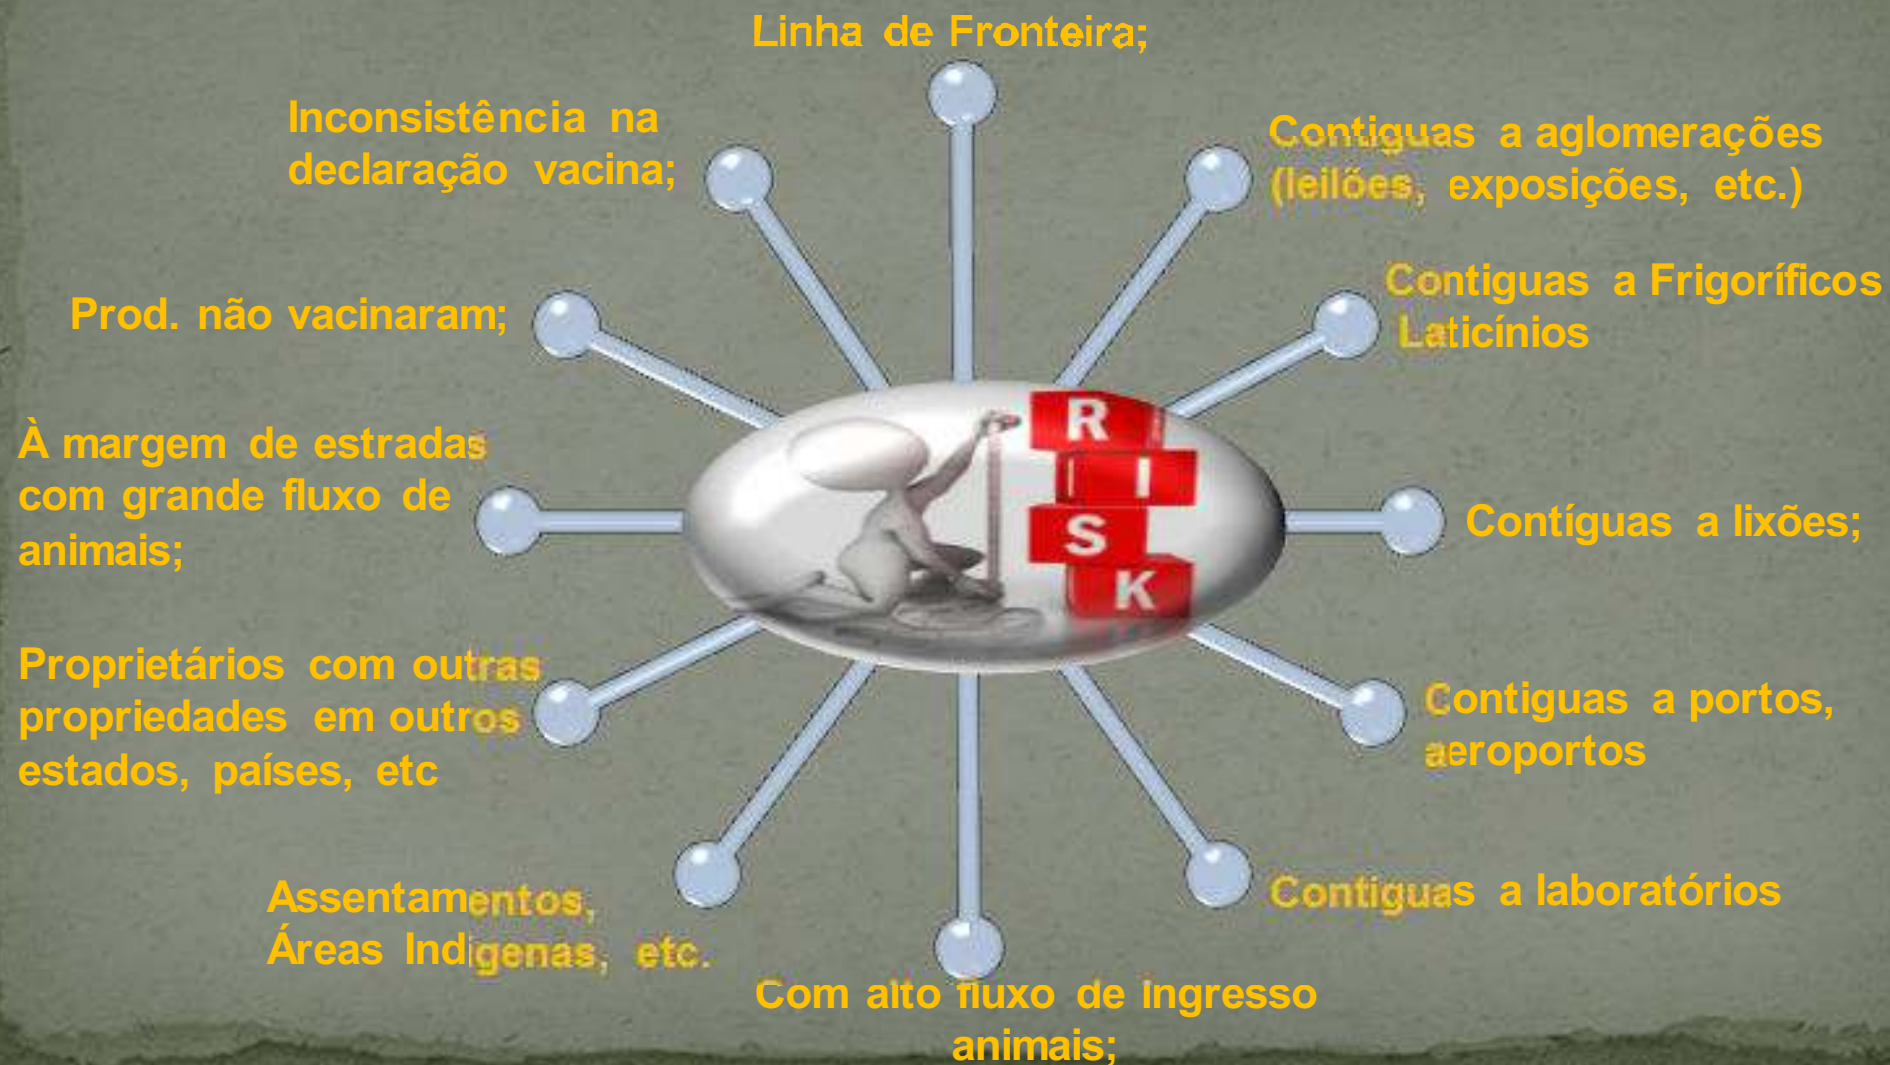 Linha de Fronteira;
Inconsistência na
declaração vacina;
Contiguas a aglomerações
(leilões, exposições, etc.)
Prod. não vacinaram;
Contiguas a Frigoríficos
Laticínios
À margem de estradas
com grande fluxo de
animais;
R
I
S
K
Contíguas a lixões;
Proprietários com outras
propriedades em outros
estados, países, etc
Contiguas a portos,
aeroportos
Assentamentos,
Áreas Indigenas, etc.
Contiguas a laboratórios
Com alto fluxo de ingresso
animais;